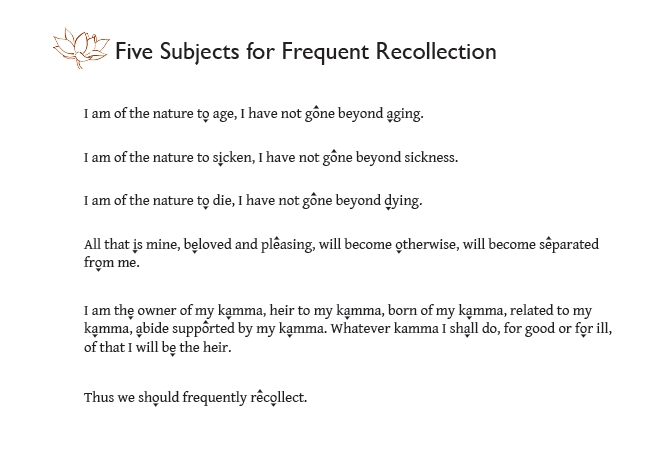 Five Subjects for Frequent Recollection
I am of the nature to age, I have not gone beyond aging.
I am of the nature to sicken, I have not gone beyond sickness.
I am of the nature to die, I have not gone beyond dying.
All that is mine, beloved and pleasing, will become otherwise, will become separated
from me.
I am the owner of my kamma, heir to my kamma, born of my kamma, related to my
kamma, abide supported by my kamma. Whatever kamma I shall do, for good or for ill,
of that I will be the heir.
Thus we should frequently recollect.